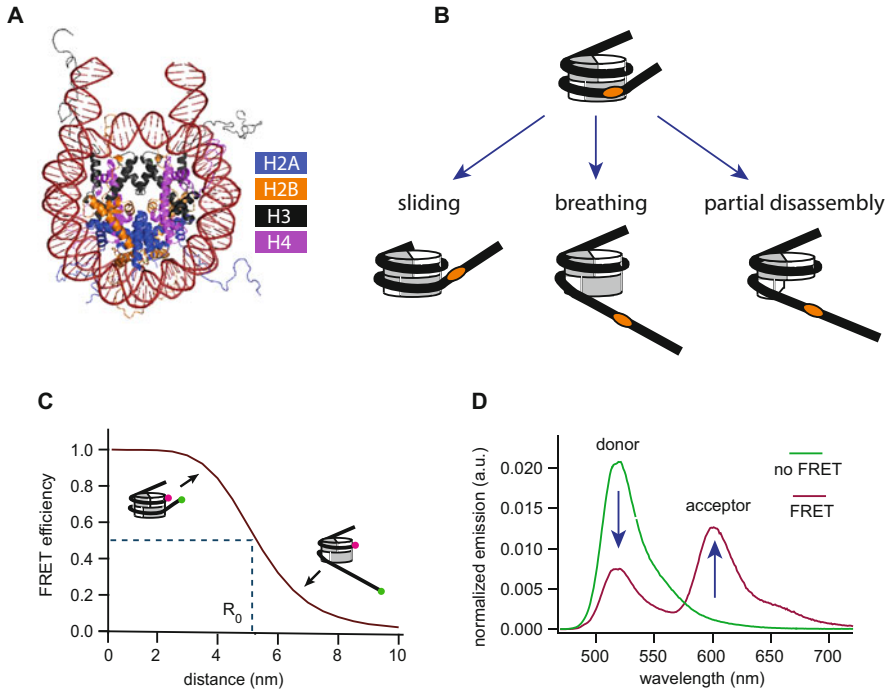 A
H2A
H2B
H3
H4
B
sliding
breathing
partial disassembly
C
FRET efficiency
1.0
0.8
0.6
0.4
0.2
0.0
R0
0 2 4 6 8 10
distance (nm)
D
normalized emission (a.u.)
0.020
0.015
0.010
0.005
0.000
donor
acceptor
no FRET
FRET
500 550 600 650 700
wavelength (nm)